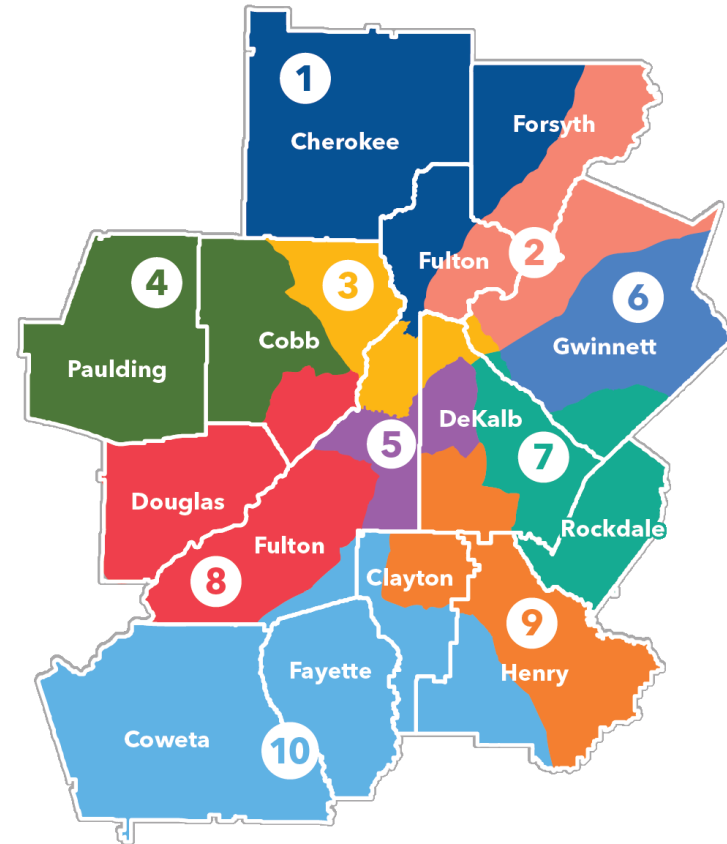 1
Cherokee
Forsyth
Fulton
2
3
4
6
Cobb
Gwinnett
Paulding
DeKalb
5
7
Douglas
Rockdale
Fulton
8
Clayton
9
Henry
Fayette
Coweta
10